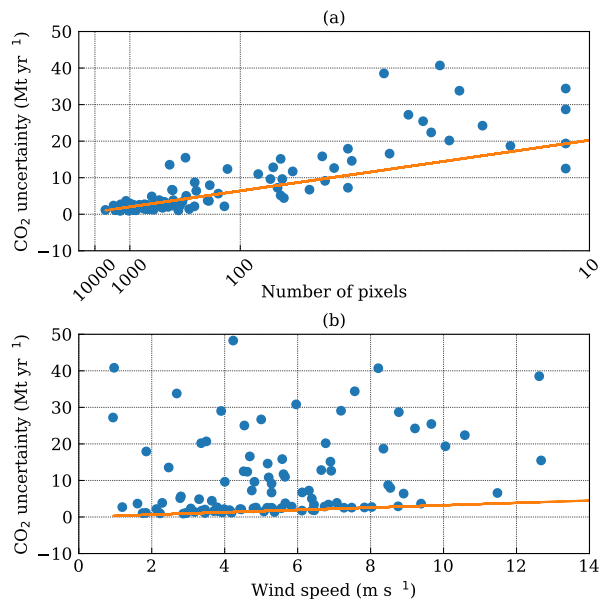 (a)
CO2 uncertainty (Mt yr 1)
50
40
30
20
10
0
−10
10000
1000
100
10
Number of pixels
(b)
CO2 uncertainty (Mt yr 1)
50
40
30
20
10
0
−10
0 2 4 6 8 10 12 14
Wind speed (m s 1)